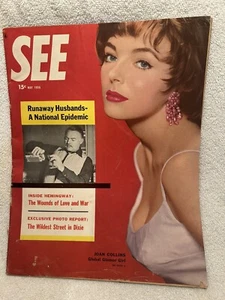 SEE
15¢ MAY 1956
Runaway Husbands-
A National Epidemic
INSIDE HEMINGWAY:
The Wounds of Love and War
EXCLUSIVE PHOTO REPORT:
The Wildest Street in Dixie
JOAN COLLINS